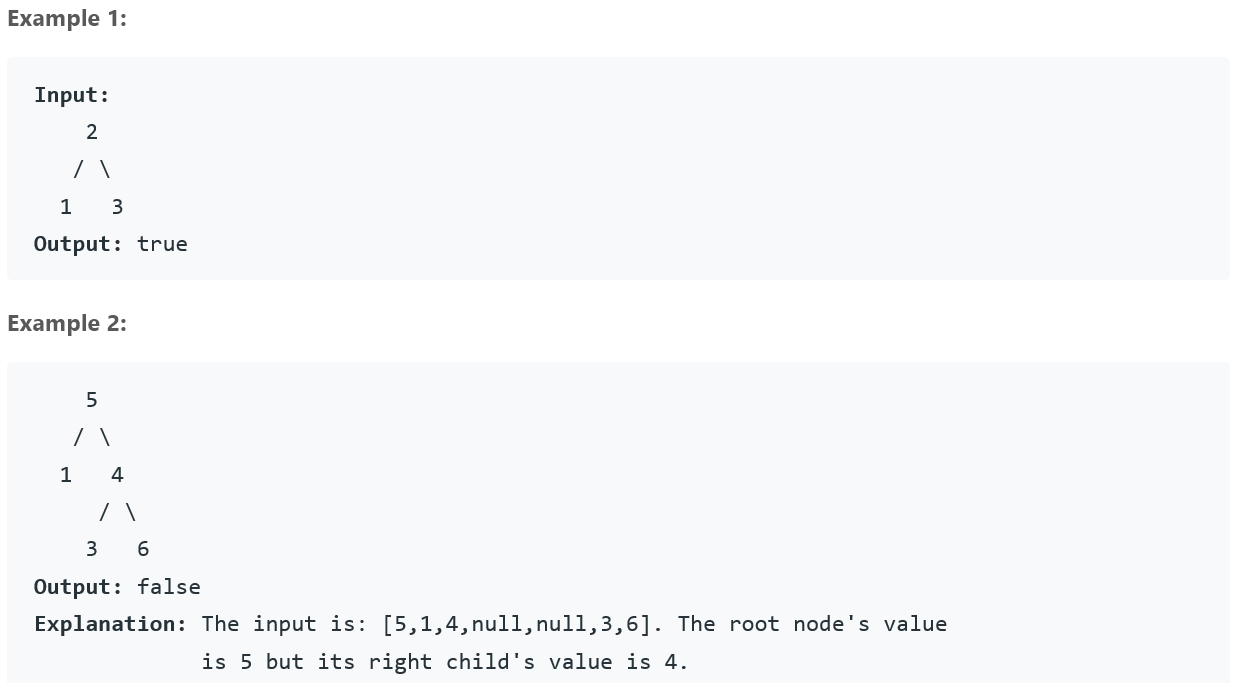 Example 1:
Input:
    2
   / \
  1   3
Output: true
Example 2:
    5
   / \
  1   4
     / \
    3   6
Output: false
Explanation: The input is: [5,1,4,null,null,3,6]. The root node's value
             is 5 but its right child's value is 4.